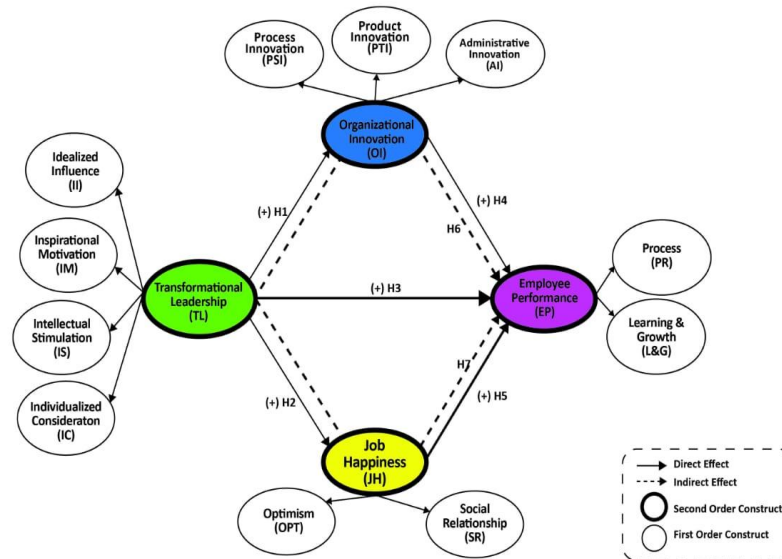 Process
Innovation
(PSI)
Product
Innovation
(PTI)
Administrative
Innovation
(AI)
Organizational
Innovation
(OI)
Idealized
Influence
(II)
(+) H1
(+) H4
H6
Inspirational
Motivation
(IM)
Process
(PR)
Transformational
Leadership
(TL)
(+) H3
Employee
Performance
(EP)
Intellectual
Stimulation
(IS)
Learning &
Growth
(L&G)
H7
Individualized
Consideraton
(IC)
(+) H2
(+) H5
Job
Happiness
(JH)
Optimism
(OPT)
Social
Relationship
(SR)
Direct Effect
Indirect Effect
Second Order Construct
First Order Construct